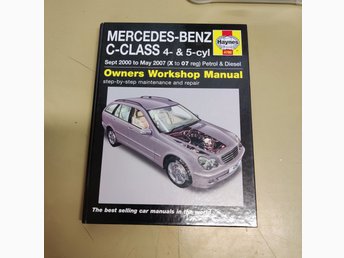 MERCEDES-BENZ
C-CLASS 4- & 5-cyl
Haynes
Sept 2000 to May 2007 (X to 07 reg) Petrol & Diesel
Owners Workshop Manual
step-by-step maintenance and repair
The best selling car manuals in the world